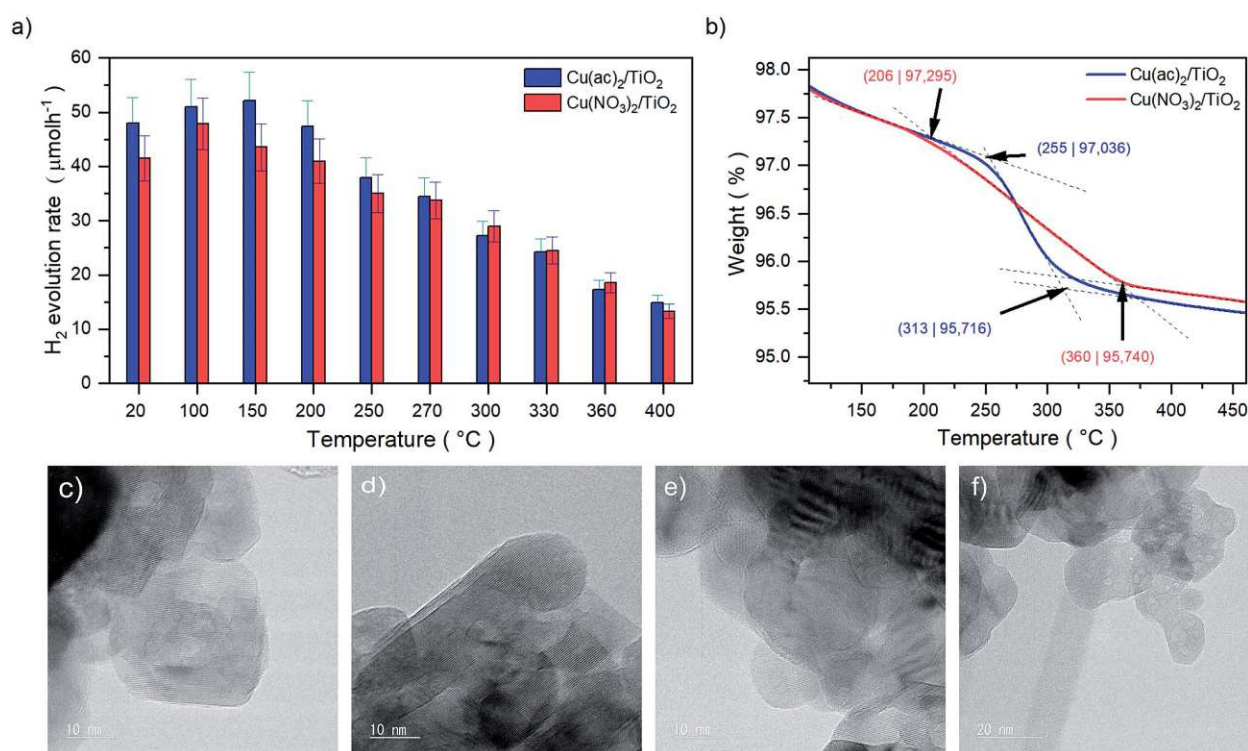 a)
H2 evolution rate ( μmolh-1)
60
50
40
30
20
10
0
Cu(ac)2/TiO2
Cu(NO3)2/TiO2
20 100 150 200 250 270 300 330 360 400
Temperature ( °C )
b)
Weight ( % )
98.0
97.5
97.0
96.5
96.0
95.5
95.0
(206 | 97,295)
Cu(ac)2/TiO2
Cu(NO3)2/TiO2
(255 | 97,036)
(313 | 95,716)
(360 | 95,740)
150 200 250 300 350 400 450
Temperature ( °C )
c)
10 nm
d)
10 nm
e)
10 nm
f)
20 nm